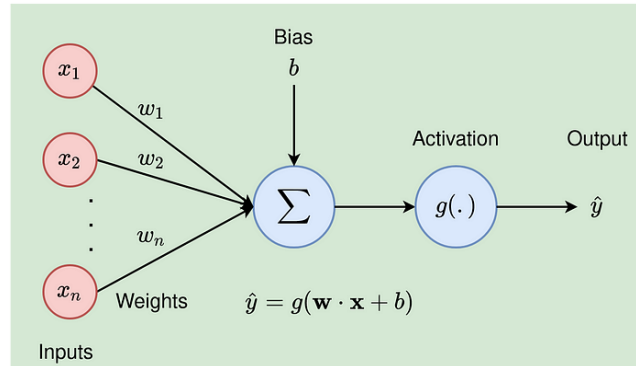 Bias
b
x₁
w₁
Activation
Output
x₂
w₂
∑
g(.)
ŷ
wₙ
xₙ
Weights
ŷ = g(w · x + b)
Inputs